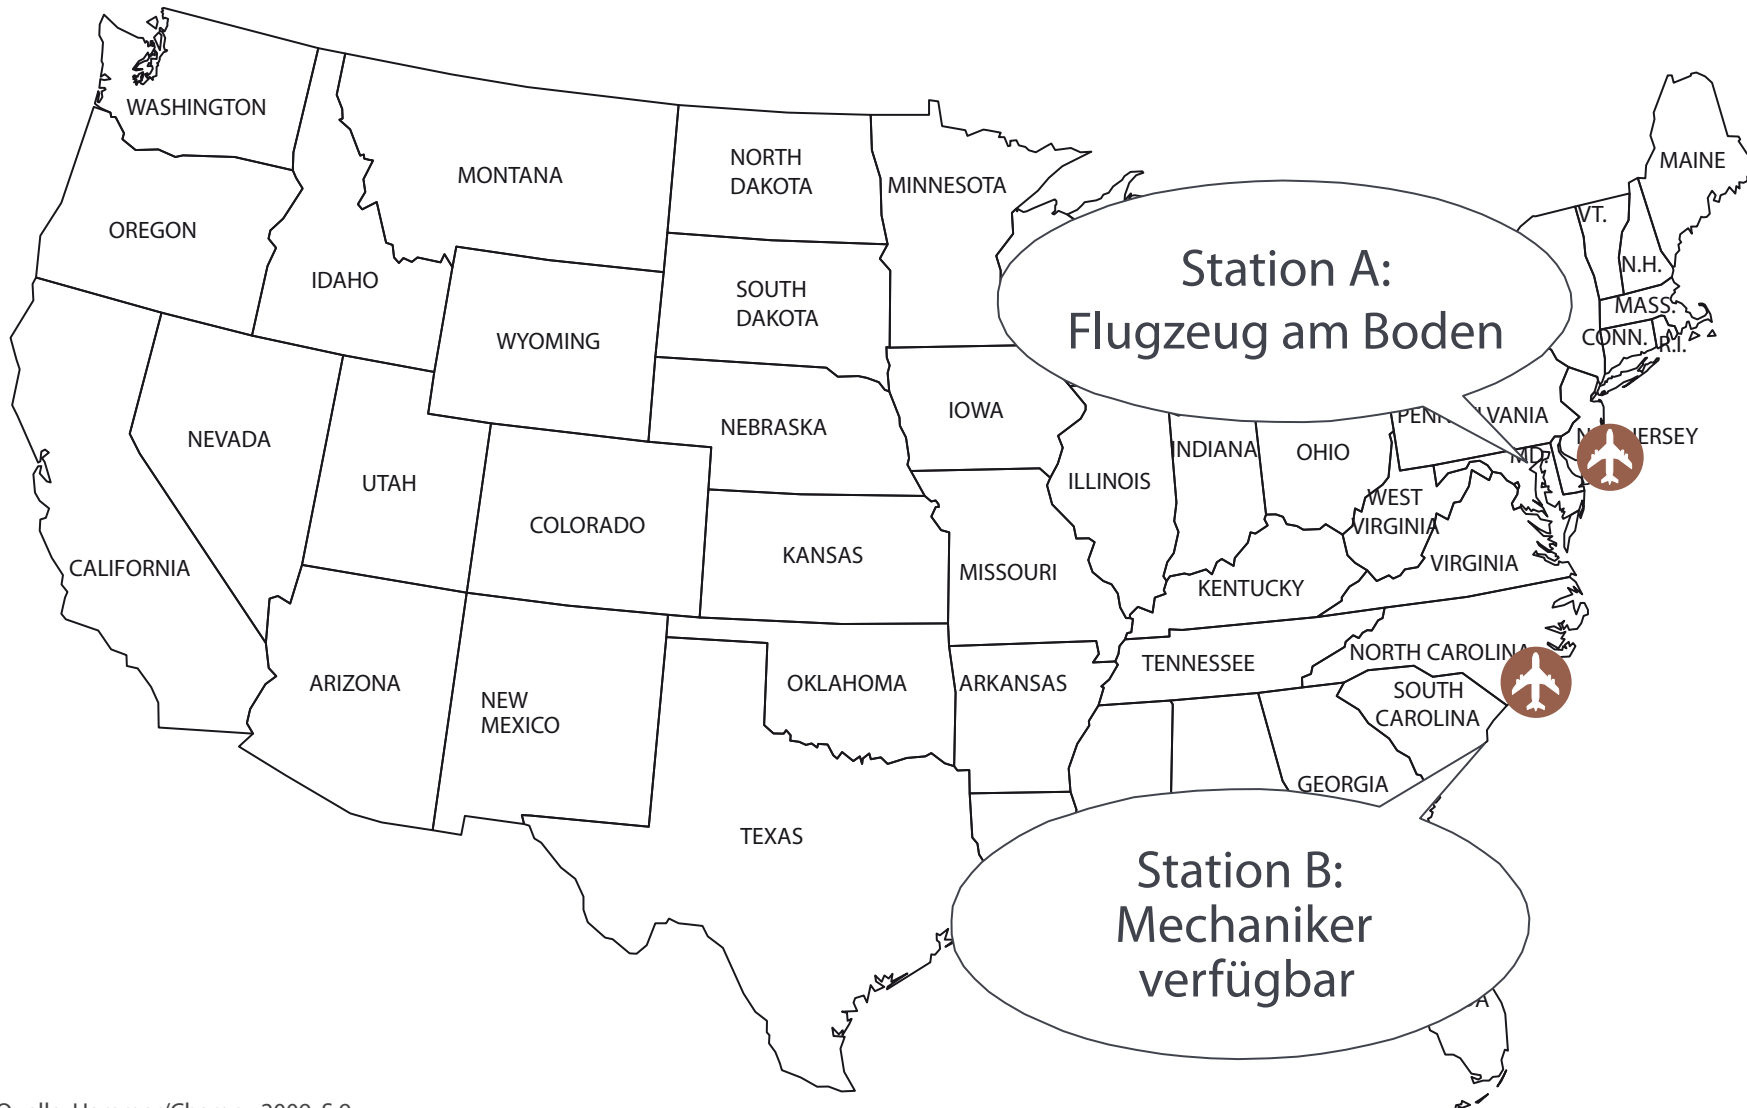 WASHINGTON
OREGON
IDAHO
MONTANA
NORTH
DAKOTA
MINNESOTA
WYOMING
SOUTH
DAKOTA
NEBRASKA
IOWA
NEVADA
UTAH
COLORADO
KANSAS
MISSOURI
ILLINOIS
INDIANA
OHIO
WEST
VIRGINIA
VIRGINIA
KENTUCKY
CALIFORNIA
ARIZONA
NEW
MEXICO
OKLAHOMA
ARKANSAS
TENNESSEE
NORTH CAROLINA
SOUTH
CAROLINA
GEORGIA
TEXAS
MAINE
VT.
N.H.
MASS.
CONN.
R.I.
MD.
Station A:
Flugzeug am Boden
Station B:
Mechaniker
verfügbar